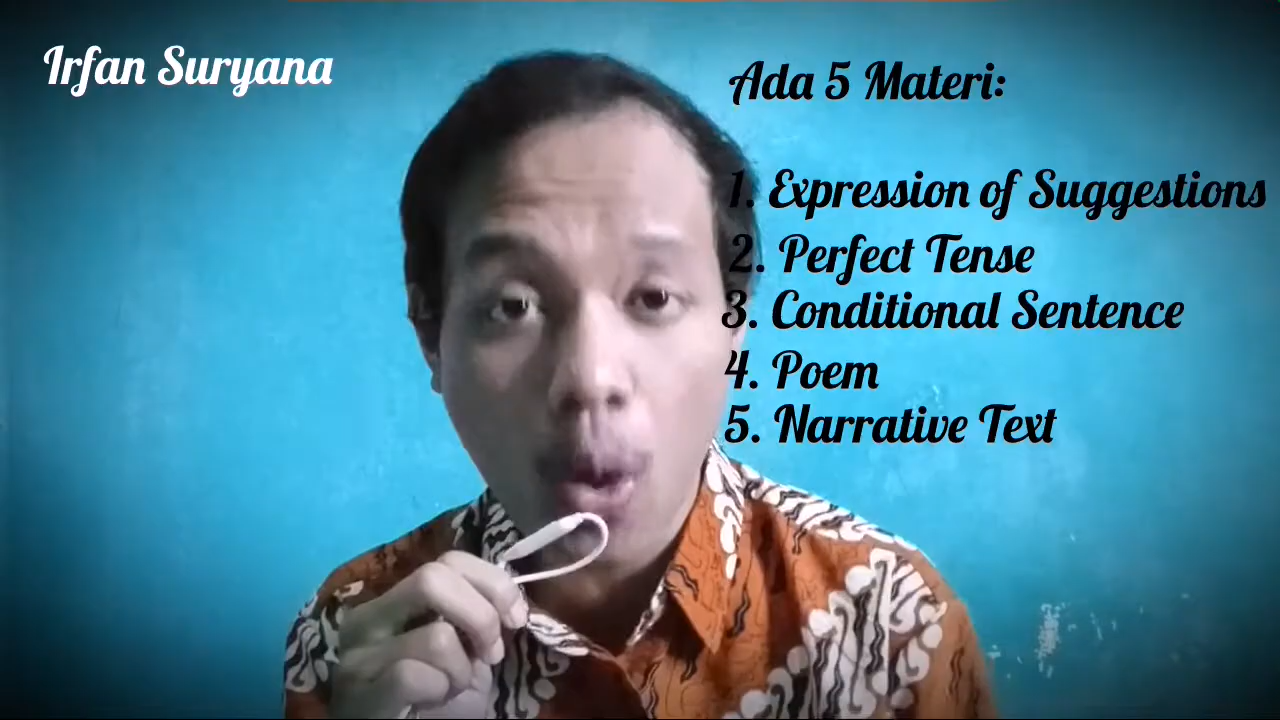 Irfan Suryana
Ada 5 Materi:
1. Expression of Suggestions
2. Perfect Tense
3. Conditional Sentence
4. Poem
5. Narrative Text